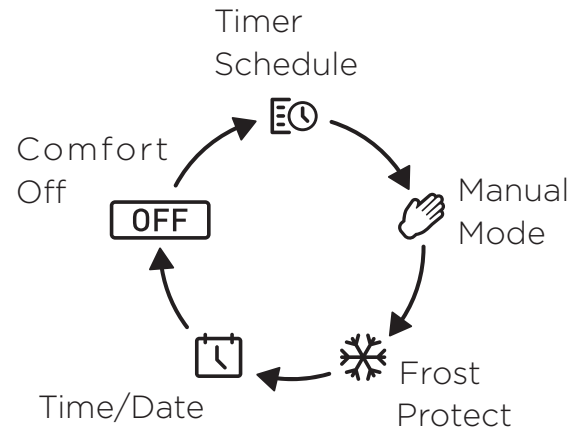 Timer
Schedule
Comfort
Off
OFF
Manual
Mode
Frost
Protect
Time/Date